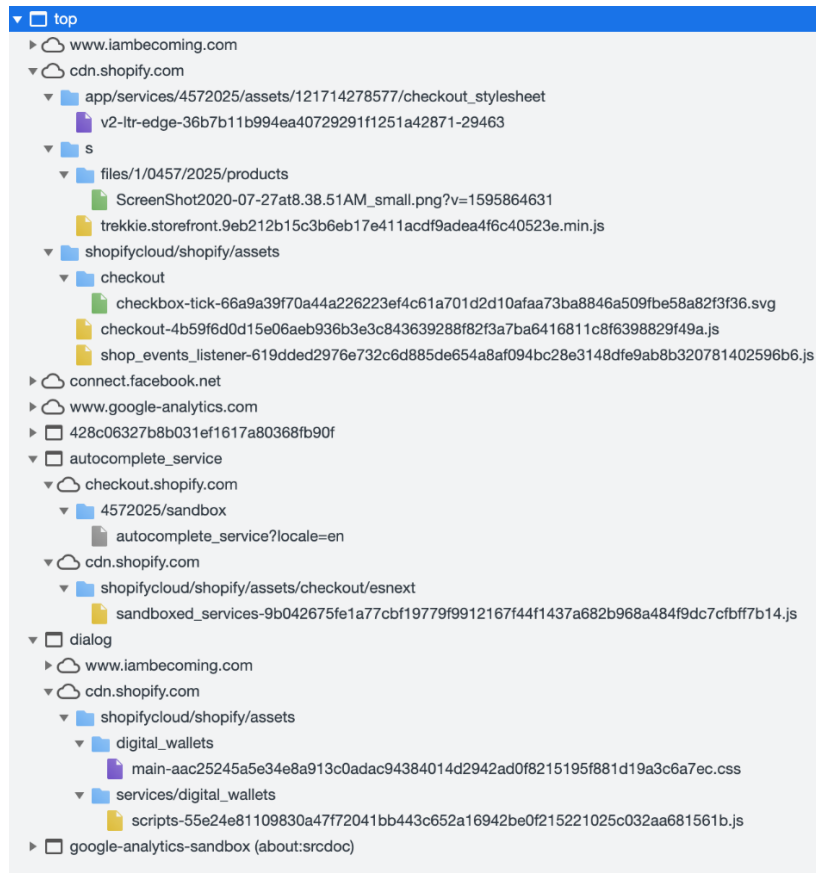 top
www.iambecoming.com
cdn.shopify.com
app/services/4572025/assets/121714278577/checkout_stylesheet
v2-ltr-edge-36b7b11b994ea40729291f1251a42871-29463
s
files/1/0457/2025/products
ScreenShot2020-07-27at8.38.51AM_small.png?v=1595864631
trekkie.storefront.9eb212b15c3b6eb17e411acdf9adea4f6c40523e.min.js
shopifycloud/shopify/assets
checkout
checkbox-tick-66a9a39f70a44a226223ef4c61a701d2d10afaa73ba8846a509fbe58a82f3f36.svg
checkout-4b59f6d0d15e06aeb936b3e3c843639288f82f3a7ba6416811c8f6398829f49a.js
shop_events_listener-619dded2976e732c6d885de654a8af094bc28e3148dfe9ab8b320781402596b6.js
connect.facebook.net
www.google-analytics.com
428c06327b8b031ef1617a80368fb90f
autocomplete_service
checkout.shopify.com
4572025/sandbox
autocomplete_service?locale=en
cdn.shopify.com
shopifycloud/shopify/assets/checkout/esnext
sandboxed_services-9b042675fe1a77cbf19779f9912167f44f1437a682b968a484f9dc7cfbff7b14.js
dialog
www.iambecoming.com
cdn.shopify.com
shopifycloud/shopify/assets
digital_wallets
main-aac25245a5e34e8a913c0adac94384014d2942ad0f8215195f881d19a3c6a7ec.css
services/digital_wallets
scripts-55e24e81109830a47f72041bb443c652a16942be0f215221025c032aa681561b.js
google-analytics-sandbox (about:srcdoc)